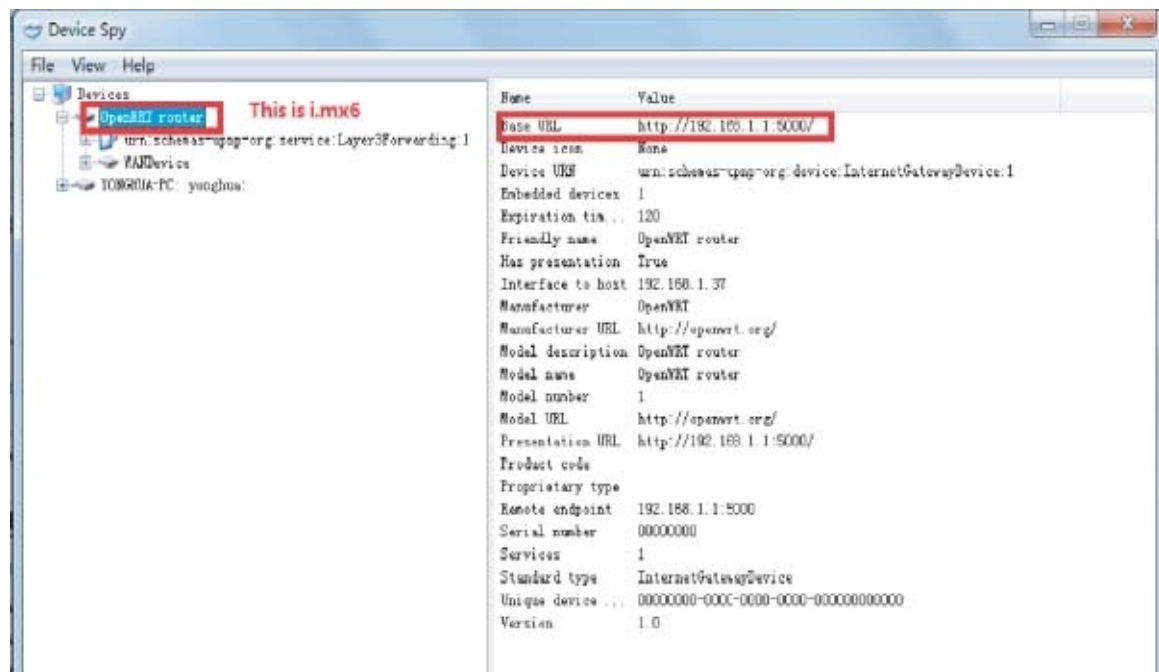 Device Spy
File View Help
Devices
OpenWRT router
This is i.mx6
urn:schemas-upnp-org:service:Layer3Forwarding:1
WANDevice
YONGHUA-PC: yonghua:
Name Value
Base URL http://192.168.1.1:5000/
Device icon None
Device URN urn:schemas-upnp-org:device:InternetGatewayDevice:1
Embedded devices 1
Expiration tim... 120
Friendly name OpenWRT router
Has presentation True
Interface to host 192.168.1.37
Manufacturer OpenWRT
Manufacturer URL http://openwrt.org/
Model description OpenWRT router
Model name OpenWRT router
Model number 1
Model URL http://openwrt.org/
Presentation URL http://192.168.1.1:5000/
Product code
Proprietary type
Remote endpoint 192.168.1.1:5000
Serial number 00000000
Services 1
Standard type InternetGatewayDevice
Unique device ... 00000000-0000-0000-0000-000000000000
Version 1.0